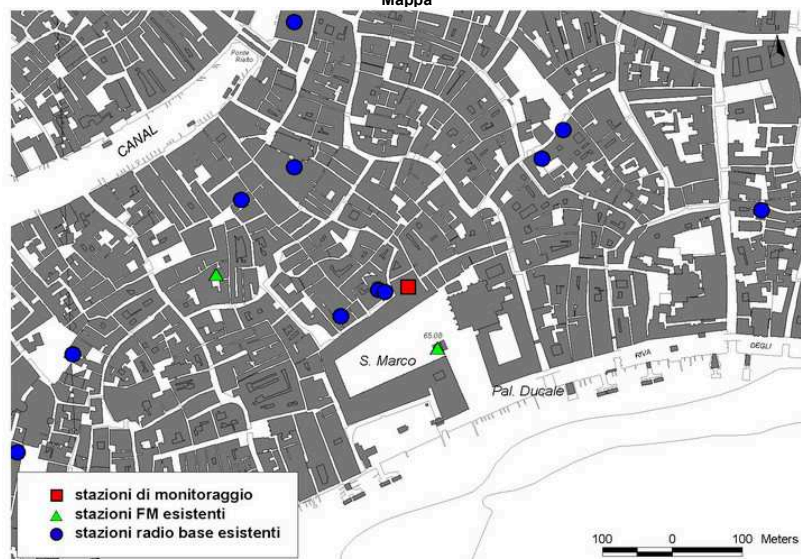 Mappa
Ponte
Rialto
CANAL
65.08
S. Marco
Pal. Ducale
RIVA
DEGLI
stazioni di monitoraggio
stazioni FM esistenti
stazioni radio base esistenti
100 0 100 Meters